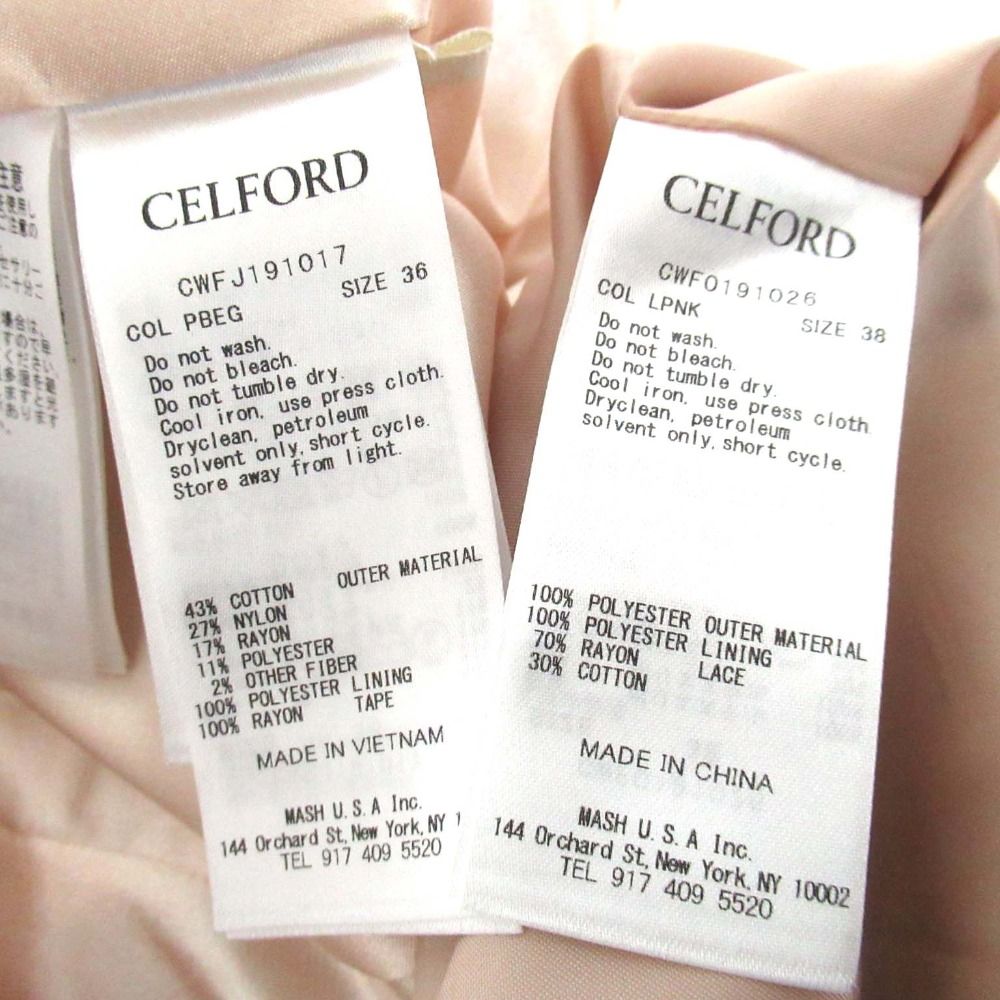 注意
CELFORD
CWFJ191017
SIZE 36
COL PBEG
Do not wash.
Do not bleach.
Do not tumble dry.
Cool iron, use press cloth.
Dryclean, petroleum
solvent only, short cycle.
Store away from light.
OUTER MATERIAL
43% COTTON
27% NYLON
17% RAYON
11% POLYESTER
2% OTHER FIBER
100% POLYESTER LINING
100% RAYON TAPE
MADE IN VIETNAM
MASH U.S.A Inc.
144 Orchard St, New York, NY 1
TEL 917 409 5520
CELFORD
CWFO191026
COL LPNK
SIZE 38
Do not wash.
Do not bleach.
Do not tumble dry.
Cool iron, use press cloth.
Dryclean, petroleum
solvent only, short cycle.
100% POLYESTER OUTER MATERIAL
100% POLYESTER LINING
70% RAYON LACE
30% COTTON
MADE IN CHINA
MASH U.S.A Inc.
144 Orchard St, New York, NY 10002
TEL 917 409 5520